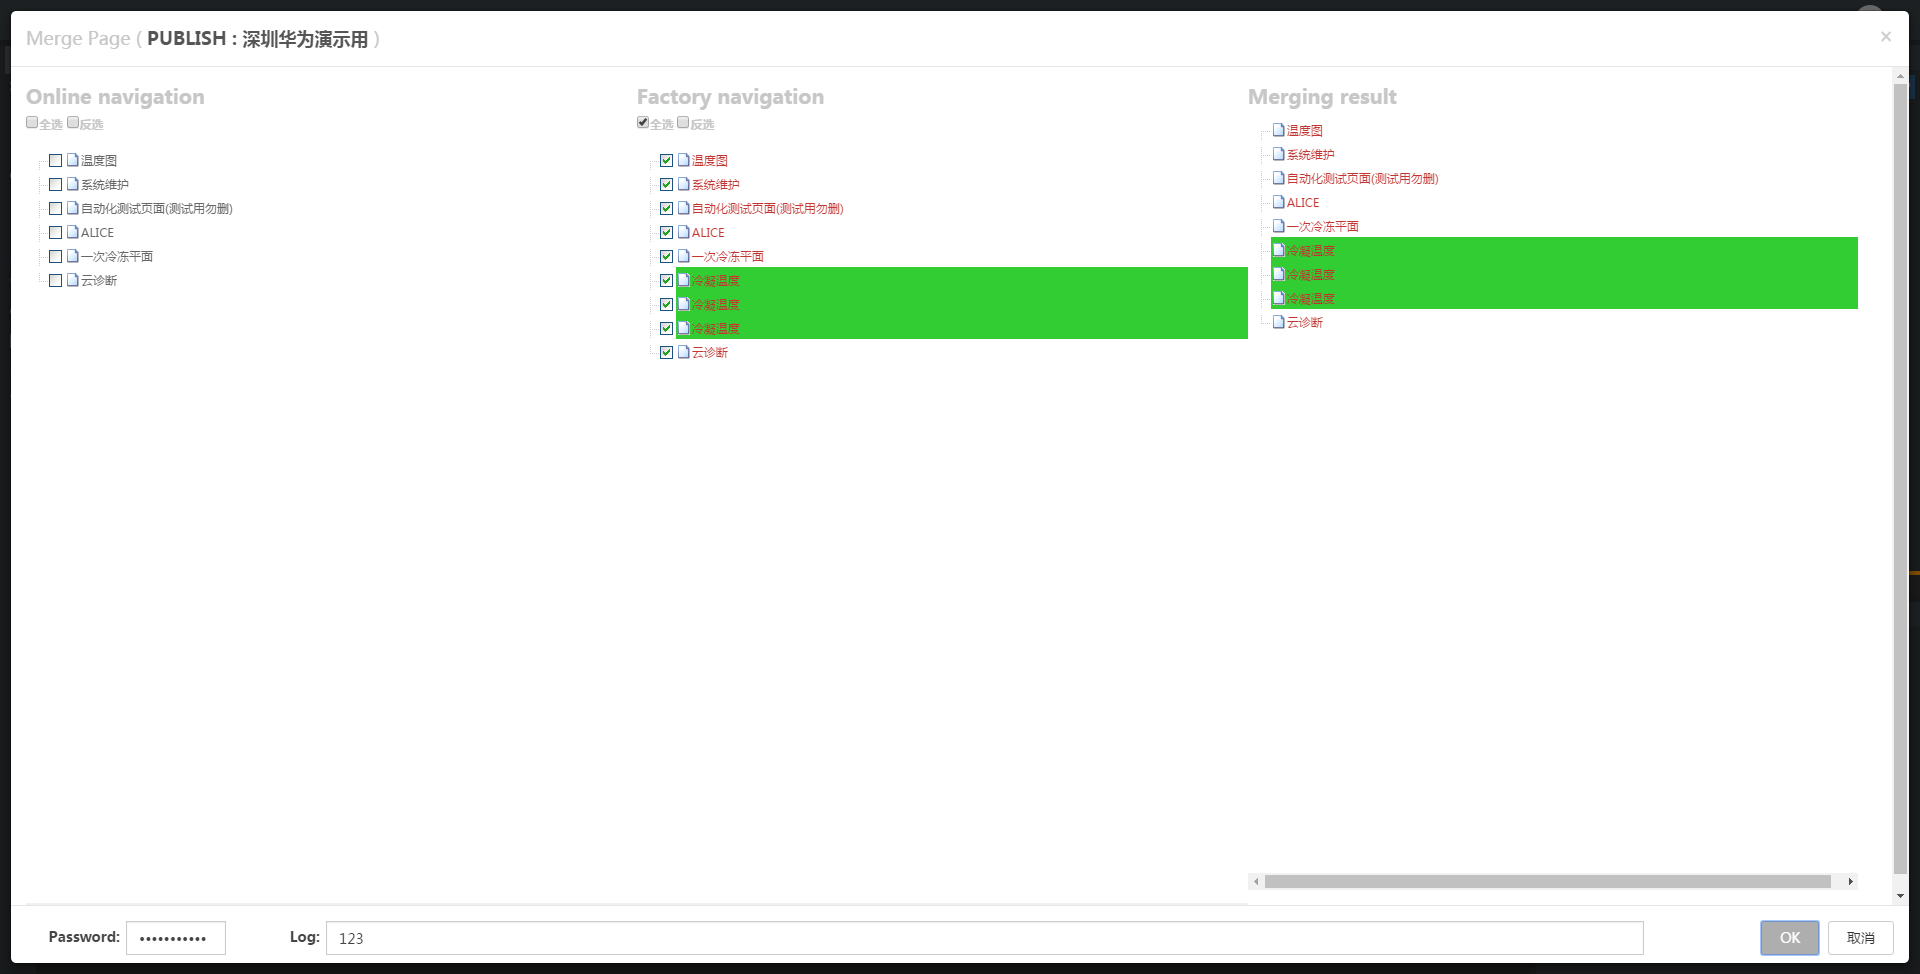 Merge Page ( PUBLISH : 深圳华为演示用 )
×
Online navigation
全选 反选
温度图
系统维护
自动化测试页面(测试用勿删)
ALICE
一次冷冻平面
云诊断
Factory navigation
全选 反选
温度图
系统维护
自动化测试页面(测试用勿删)
ALICE
一次冷冻平面
冷凝温度
冷凝温度
冷凝温度
云诊断
Merging result
温度图
系统维护
自动化测试页面(测试用勿删)
ALICE
一次冷冻平面
冷凝温度
冷凝温度
冷凝温度
云诊断
Password: ••••••••••• Log: 123 OK 取消